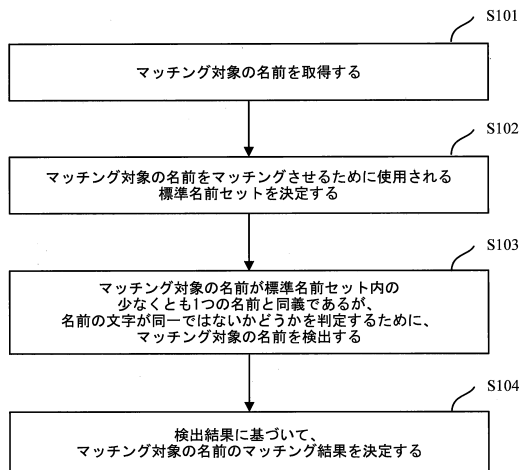 S101
マッチング対象の名前を取得する
S102
マッチング対象の名前をマッチングさせるために使用される
標準名前セットを決定する
S103
マッチング対象の名前が標準名前セット内の
少なくとも1つの名前と同義であるが、
名前の文字が同一ではないかどうかを判定するために、
マッチング対象の名前を検出する
S104
検出結果に基づいて、
マッチング対象の名前のマッチング結果を決定する